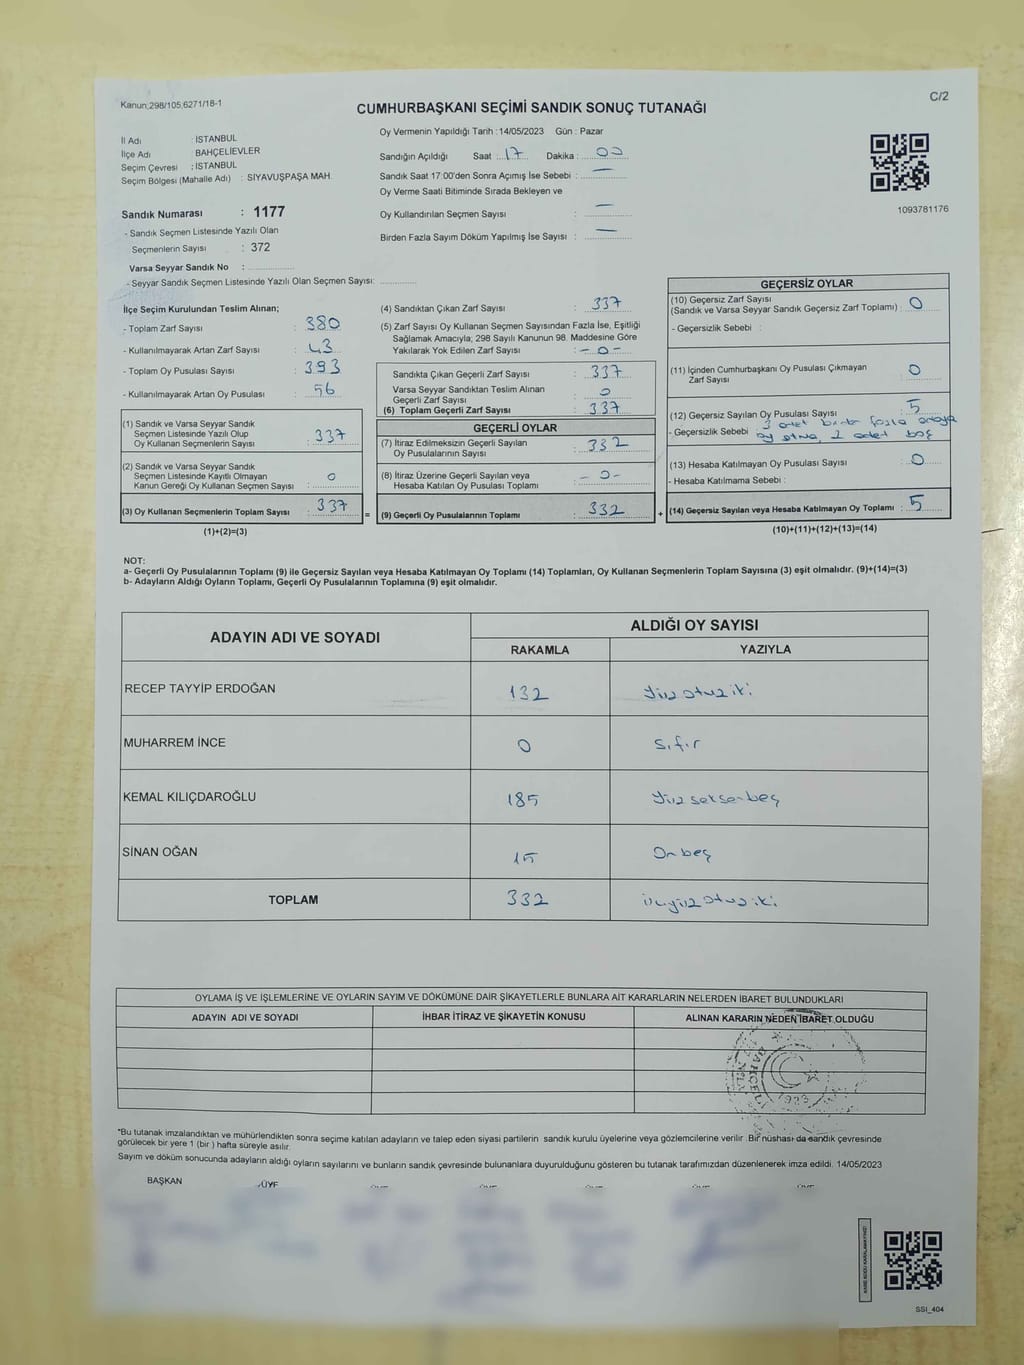 Kanun;298/105,6271/18-1
C/2
CUMHURBAŞKANI SEÇİMİ SANDIK SONUÇ TUTANAĞI
İl Adı : İSTANBUL
İlçe Adı : BAHÇELİEVLER
Seçim Çevresi : İSTANBUL
Seçim Bölgesi (Mahalle Adı) : SİYAVUŞPAŞA MAH.
Sandık Numarası : 1177
- Sandık Seçmen Listesinde Yazılı Olan
Seçmenlerin Sayısı : 372
Varsa Seyyar Sandık No :
- Seyyar Sandık Seçmen Listesinde Yazılı Olan Seçmen Sayısı:
Oy Vermenin Yapıldığı Tarih : 14/05/2023 Gün : Pazar
Sandığın Açıldığı Saat : 17 Dakika : 00
Sandık Saat 17:00'den Sonra Açımış İse Sebebi : —
Oy Verme Saati Bitiminde Sırada Bekleyen ve
Oy Kullandırılan Seçmen Sayısı : —
Birden Fazla Sayım Döküm Yapılmış İse Sayısı : —
1093781176
İlçe Seçim Kurulundan Teslim Alınan;
- Toplam Zarf Sayısı : 380
- Kullanılmayarak Artan Zarf Sayısı : 43
- Toplam Oy Pusulası Sayısı : 393
- Kullanılmayarak Artan Oy Pusulası : 56
(1) Sandık ve Varsa Seyyar Sandık
Seçmen Listesinde Yazılı Olup
Oy Kullanan Seçmenlerin Sayısı : 337
(2) Sandık ve Varsa Seyyar Sandık
Seçmen Listesinde Kayıtlı Olmayan
Kanun Gereği Oy Kullanan Seçmen Sayısı : 0
(3) Oy Kullanan Seçmenlerin Toplam Sayısı : 337 =
(1)+(2)=(3)
(4) Sandıktan Çıkan Zarf Sayısı : 337
(5) Zarf Sayısı Oy Kullanan Seçmen Sayısından Fazla İse, Eşitliği
Sağlamak Amacıyla; 298 Sayılı Kanunun 98. Maddesine Göre
Yakılarak Yok Edilen Zarf Sayısı : - 0 -
Sandıkta Çıkan Geçerli Zarf Sayısı : 337
Varsa Seyyar Sandıktan Teslim Alınan
Geçerli Zarf Sayısı : 0
(6) Toplam Geçerli Zarf Sayısı : 337
GEÇERLİ OYLAR
(7) İtiraz Edilmeksizin Geçerli Sayılan
Oy Pusulalarının Sayısı : 332
(8) İtiraz Üzerine Geçerli Sayılan veya
Hesaba Katılan Oy Pusulası Toplamı : - 0 -
(9) Geçerli Oy Pusulalarının Toplamı : 332 +
GEÇERSİZ OYLAR
(10) Geçersiz Zarf Sayısı
(Sandık ve Varsa Seyyar Sandık Geçersiz Zarf Toplamı) : 0
- Geçersizlik Sebebi :
(11) İçinden Cumhurbaşkanı Oy Pusulası Çıkmayan
Zarf Sayısı : 0
(12) Geçersiz Sayılan Oy Pusulası Sayısı : 5
- Geçersizlik Sebebi : 3 adet birden fazla adaya
oy atma, 2 adet boş
(13) Hesaba Katılmayan Oy Pusulası Sayısı : 0
- Hesaba Katılmama Sebebi :
(14) Geçersiz Sayılan veya Hesaba Katılmayan Oy Toplamı : 5
(10)+(11)+(12)+(13)=(14)
NOT:
a- Geçerli Oy Pusulalarının Toplamı (9) ile Geçersiz Sayılan veya Hesaba Katılmayan Oy Toplamı (14) Toplamları, Oy Kullanan Seçmenlerin Toplam Sayısına (3) eşit olmalıdır. (9)+(14)=(3)
b- Adayların Aldığı Oyların Toplamı, Geçerli Oy Pusulalarının Toplamına (9) eşit olmalıdır.
ADAYIN ADI VE SOYADI
ALDIĞI OY SAYISI
RAKAMLA YAZIYLA
RECEP TAYYİP ERDOĞAN 132 Yüz otuz iki
MUHARREM İNCE 0 Sıfır
KEMAL KILIÇDAROĞLU 185 Yüz seksenbeş
SİNAN OĞAN 15 Onbeş
TOPLAM 332 üçyüz otuz iki
OYLAMA İŞ VE İŞLEMLERİNE VE OYLARIN SAYIM VE DÖKÜMÜNE DAİR ŞİKAYETLERLE BUNLARA AİT KARARLARIN NELERDEN İBARET BULUNDUKLARI
ADAYIN ADI VE SOYADI İHBAR İTİRAZ VE ŞİKAYETİN KONUSU ALINAN KARARIN NEDEN İBARET OLDUĞU
*Bu tutanak imzalandıktan ve mühürlendikten sonra seçime katılan adayların ve talep eden siyasi partilerin sandık kurulu üyelerine veya gözlemcilerine verilir. Bir nüshası da sandık çevresinde
görülecek bir yere 1 (bir ) hafta süreyle asılır.
Sayım ve döküm sonucunda adayların aldığı oyların sayılarını ve bunların sandık çevresinde bulunanlara duyurulduğunu gösteren bu tutanak tarafımızdan düzenlenerek imza edildi. 14/05/2023
BAŞKAN ÜYE
SSI_404